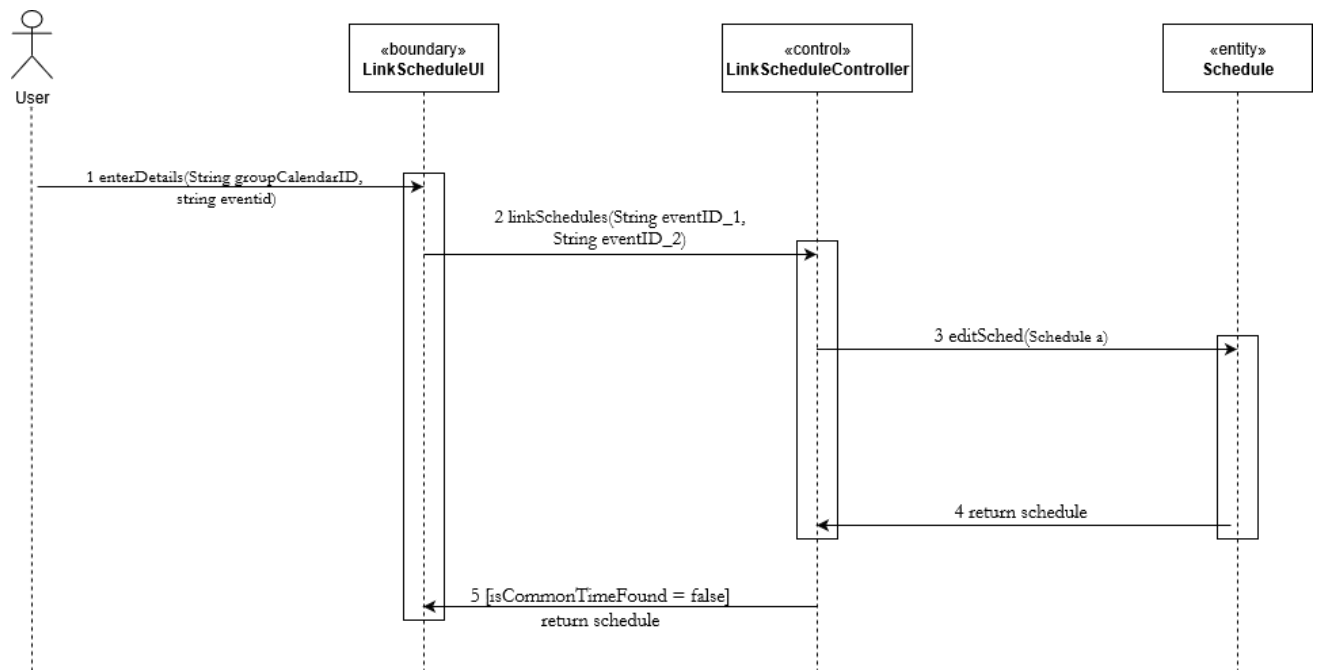 «boundary»
LinkScheduleUI
«control»
LinkScheduleController
«entity»
Schedule
User
1 enterDetails(String groupCalendarID,
string eventid)
2 linkSchedules(String eventID_1,
String eventID_2)
3 editSched(Schedule a)
4 return schedule
5 [isCommonTimeFound = false]
return schedule